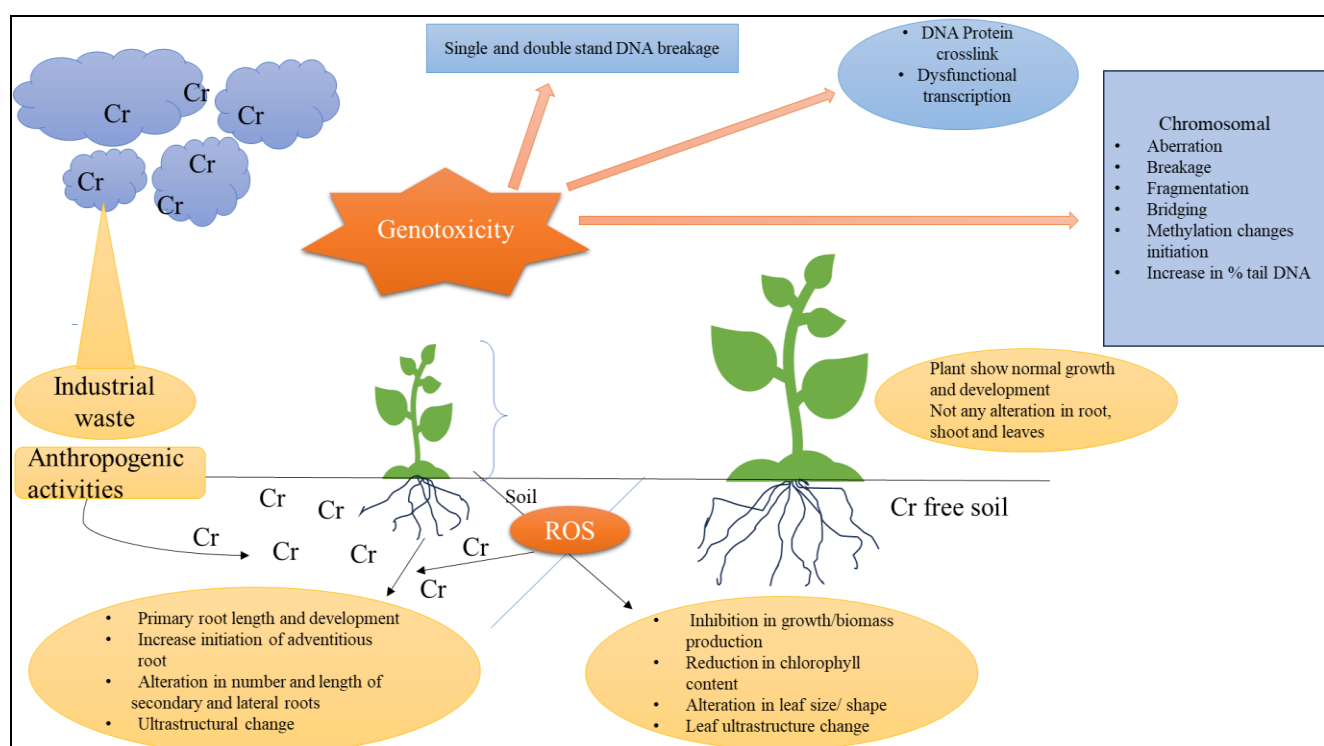 Single and double stand DNA breakage
• DNA Protein
crosslink
• Dysfunctional
transcription
Chromosomal
• Aberration
• Breakage
• Fragmentation
• Bridging
• Methylation changes
initiation
• Increase in % tail DNA
Cr
Cr
Cr
Cr
Cr
Cr
Genotoxicity
Industrial
waste
Anthropogenic
activities
Plant show normal growth
and development
Not any alteration in root,
shoot and leaves
Soil
ROS
Cr free soil
Cr
Cr
Cr
Cr
Cr
Cr
Cr
• Primary root length and development
• Increase initiation of adventitious
root
• Alteration in number and length of
secondary and lateral roots
• Ultrastructural change
• Inhibition in growth/biomass
production
• Reduction in chlorophyll
content
• Alteration in leaf size/ shape
• Leaf ultrastructure change